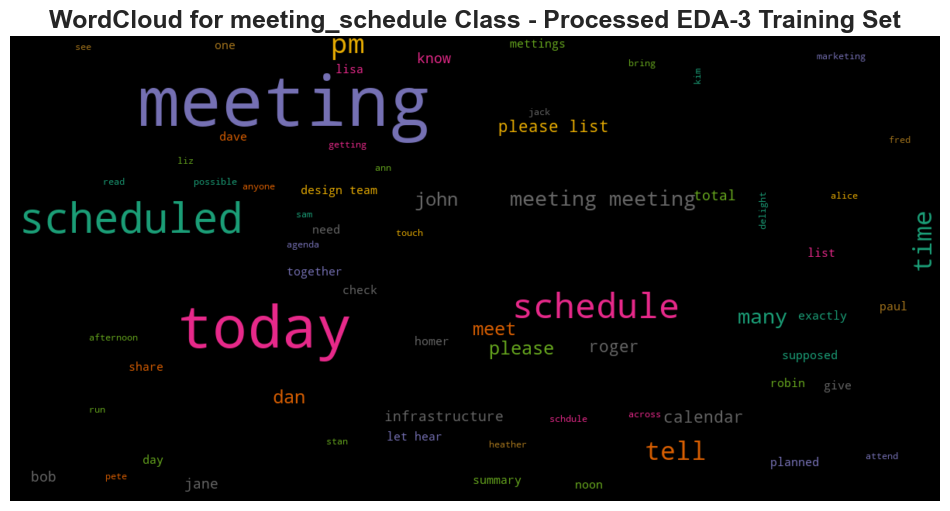 WordCloud for meeting_schedule Class - Processed EDA-3 Training Set
see
one
pm
mettings
know
bring
marketing
lisa
kim
meeting
jack
please list
dave
fred
getting
liz
ann
read
possible
anyone
design team
john
meeting meeting
total
delight
alice
scheduled
sam
need
touch
time
agenda
list
together
check
today
schedule
paul
many
exactly
meet
afternoon
homer
please
roger
supposed
share
robin
give
dan
run
infrastructure
schdule
across
calendar
let hear
stan
heather
tell
day
planned
attend
bob
pete
jane
summary
noon